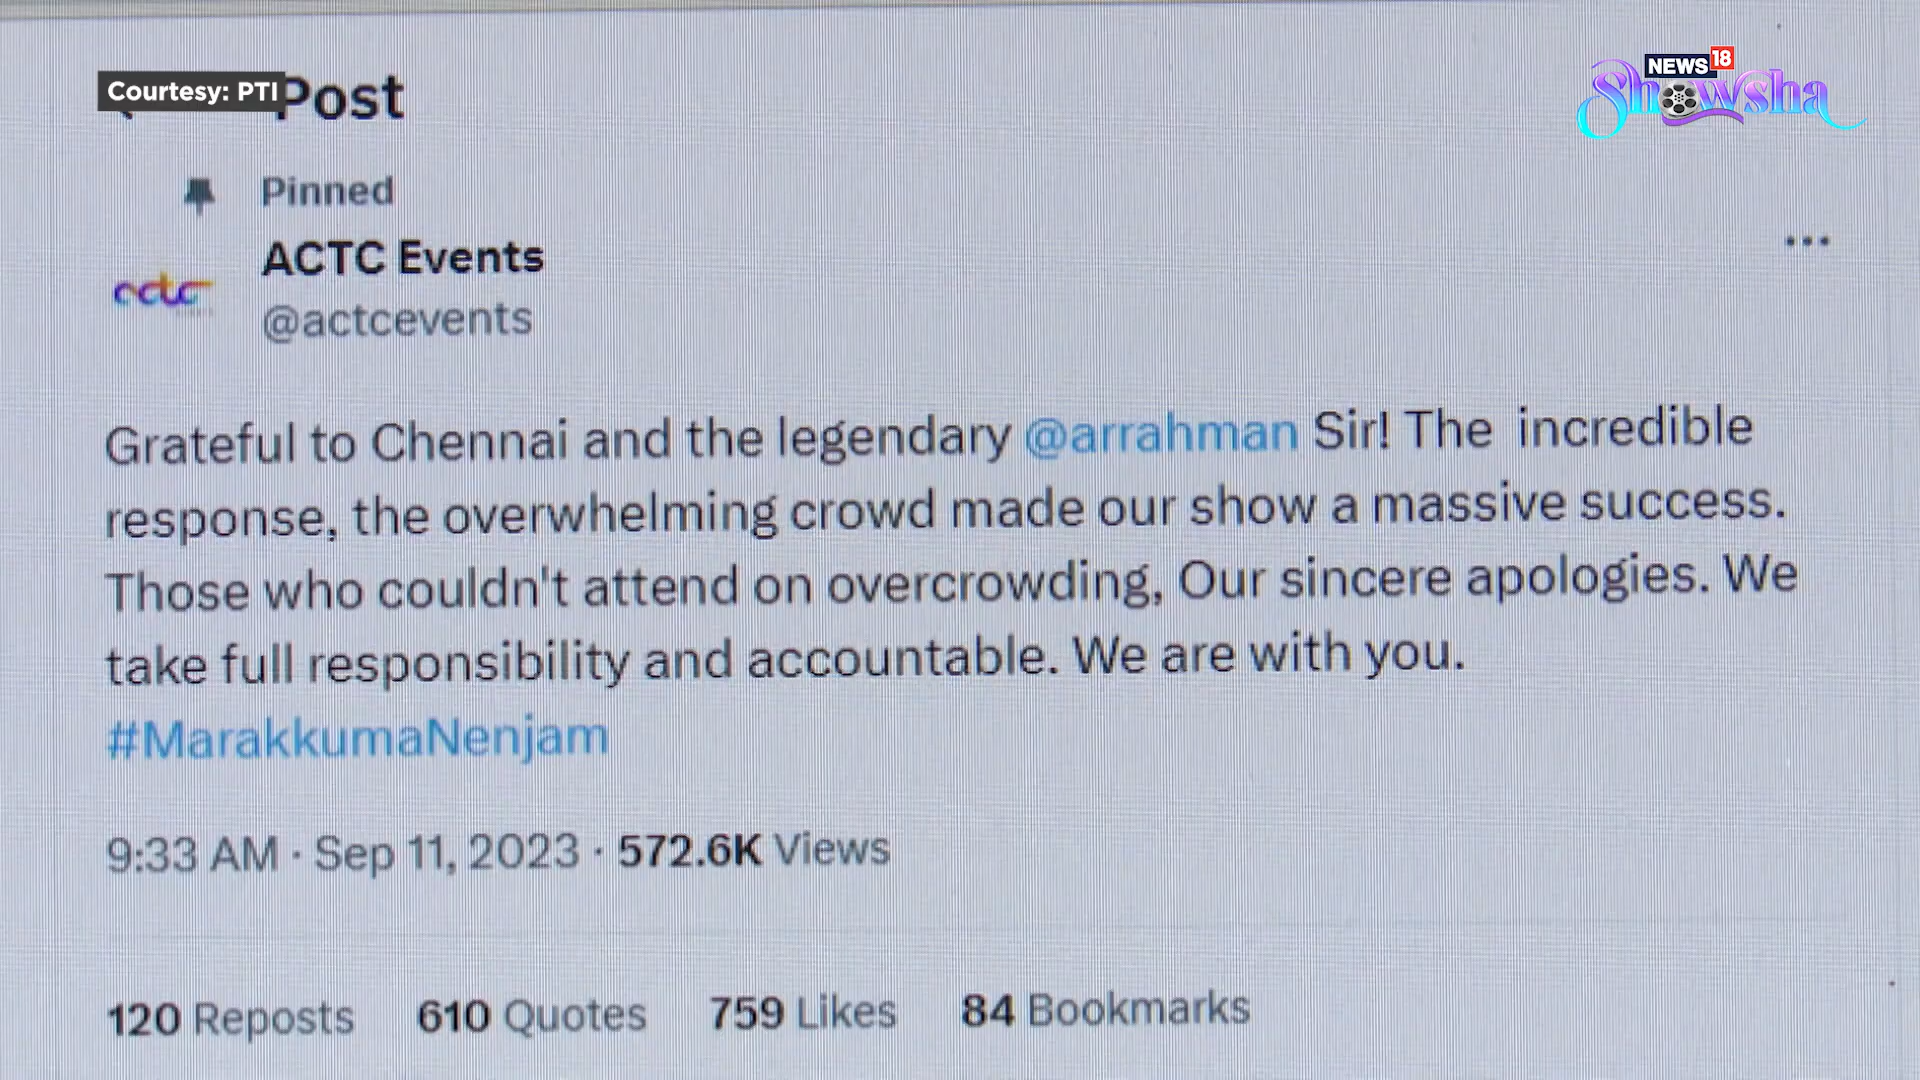 Courtesy: PTI
Post
NEWS 18
Showsha
Pinned
ACTC Events
actc
@actcevents
Grateful to Chennai and the legendary @arrahman Sir! The incredible
response, the overwhelming crowd made our show a massive success.
Those who couldn't attend on overcrowding, Our sincere apologies. We
take full responsibility and accountable. We are with you.
#MarakkumaNenjam
9:33 AM · Sep 11, 2023 · 572.6K Views
120 Reposts 610 Quotes 759 Likes 84 Bookmarks